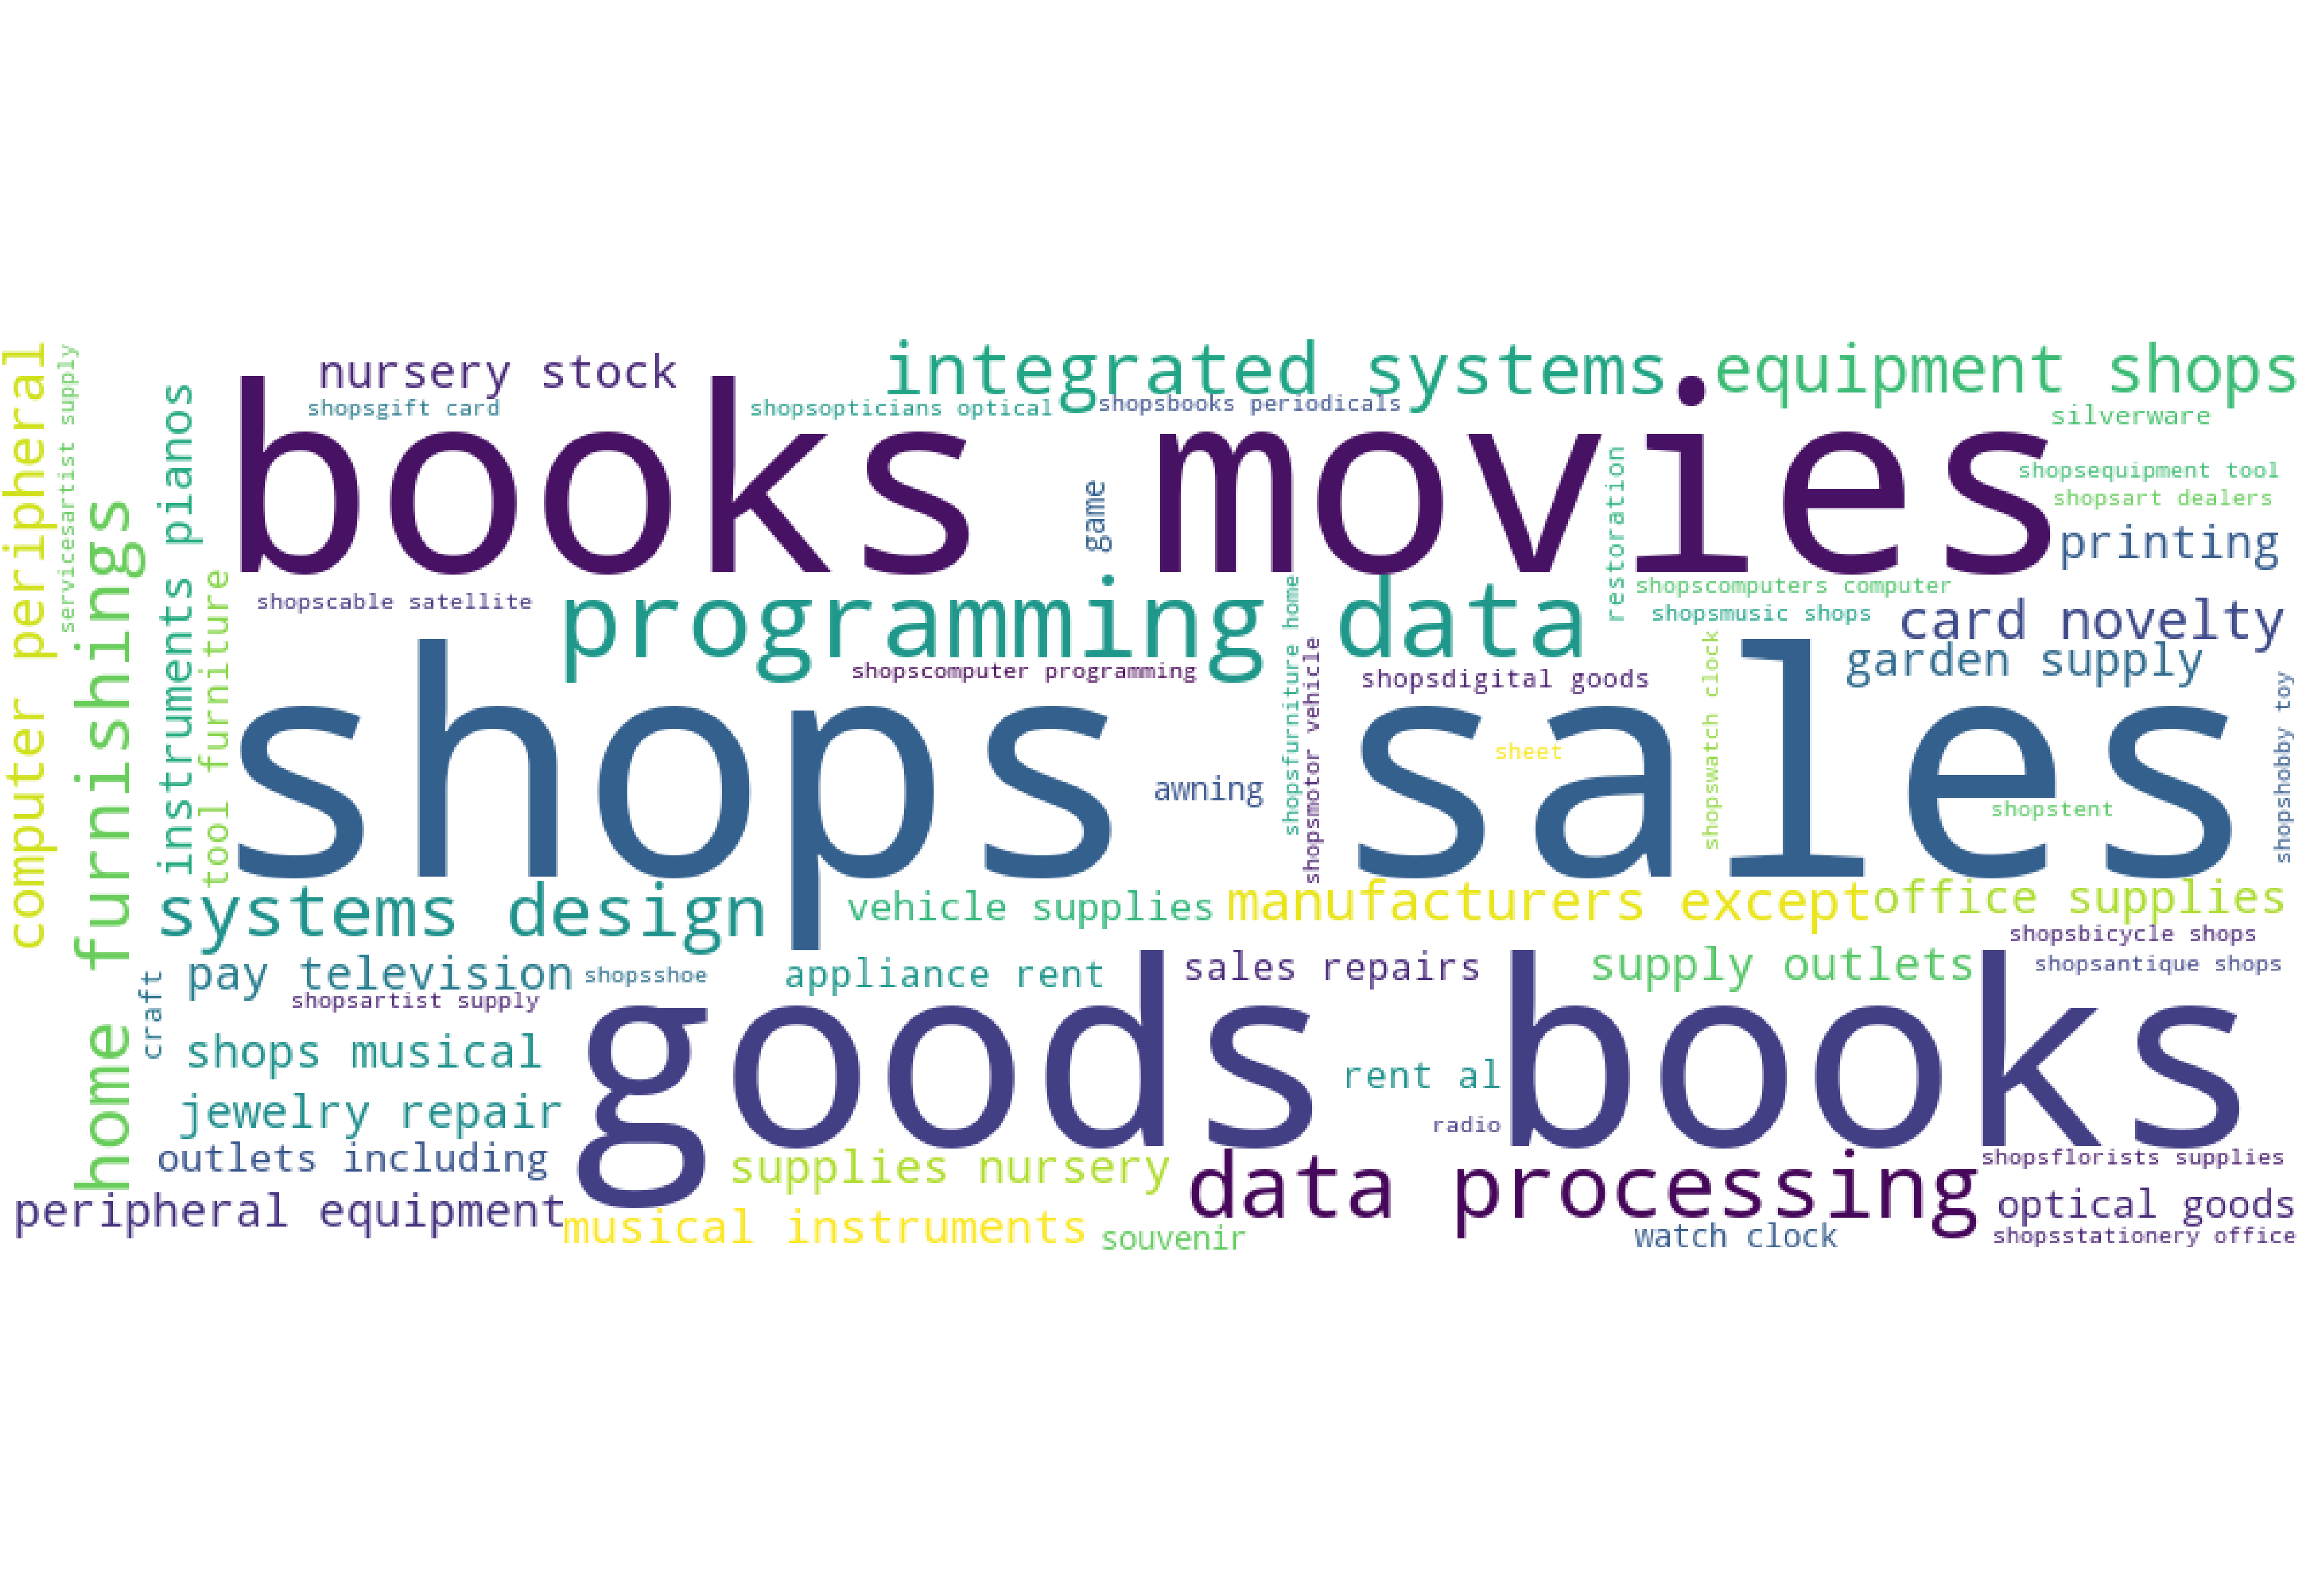 nursery stock
integrated systems
equipment shops
shopsgift card
shopsopticians optical
shopsbooks periodicals
silverware
computer peripheral
servicesartist supply
home furnishings
instruments pianos
tool furniture
books movies
game
restoration
shopsequipment tool
shopsart dealers
printing
shopscable satellite
programming data
shopscomputers computer
shopsmusic shops
card novelty
shopscomputer programming
shopsfurniture home
shopsmotor vehicle
shopsdigital goods
shopswatch clock
garden supply
shopshobby toy
shops sales
sheet
awning
shopstent
systems design
vehicle supplies
manufacturers except
office supplies
shopsbicycle shops
pay television
shopsshoe
appliance rent
sales repairs
supply outlets
shopsantique shops
craft
shopsartist supply
shops musical
goods books
rent al
jewelry repair
radio
outlets including
supplies nursery
data processing
shopsflorists supplies
peripheral equipment
musical instruments
souvenir
watch clock
optical goods
shopsstationery office